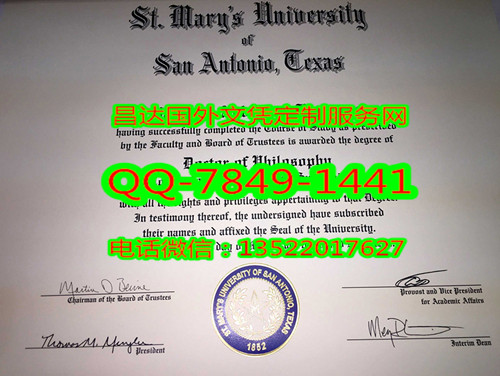 St. Mary's University
of
San Antonio, Texas
昌达国外文凭定制服务网
having successfully completed the Course of Study as prescribed
by the Faculty and Board of Trustees is awarded the degree of
Doctor of Philosophy
QQ-7849-1441
with all the rights and privileges appertaining to that Degree.
In testimony thereof, the undersigned have subscribed
their names and affixed the Seal of the University.
电话微信：13522017627
Chairman of the Board of Trustees
Provost and Vice President
for Academic Affairs
President
Interim Dean
ST. MARY'S UNIVERSITY OF SAN ANTONIO, TEXAS
1852